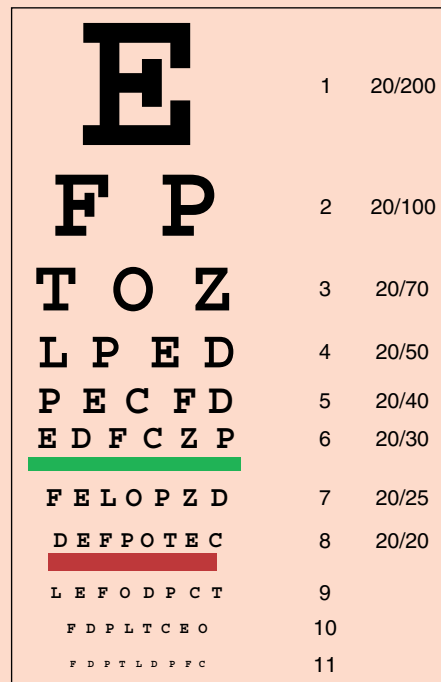 E 1 20/200
F P 2 20/100
T O Z 3 20/70
L P E D 4 20/50
P E C F D 5 20/40
E D F C Z P 6 20/30
F E L O P Z D 7 20/25
D E F P O T E C 8 20/20
L E F O D P C T 9
F D P L T C E O 10
F D P T L D P F C 11